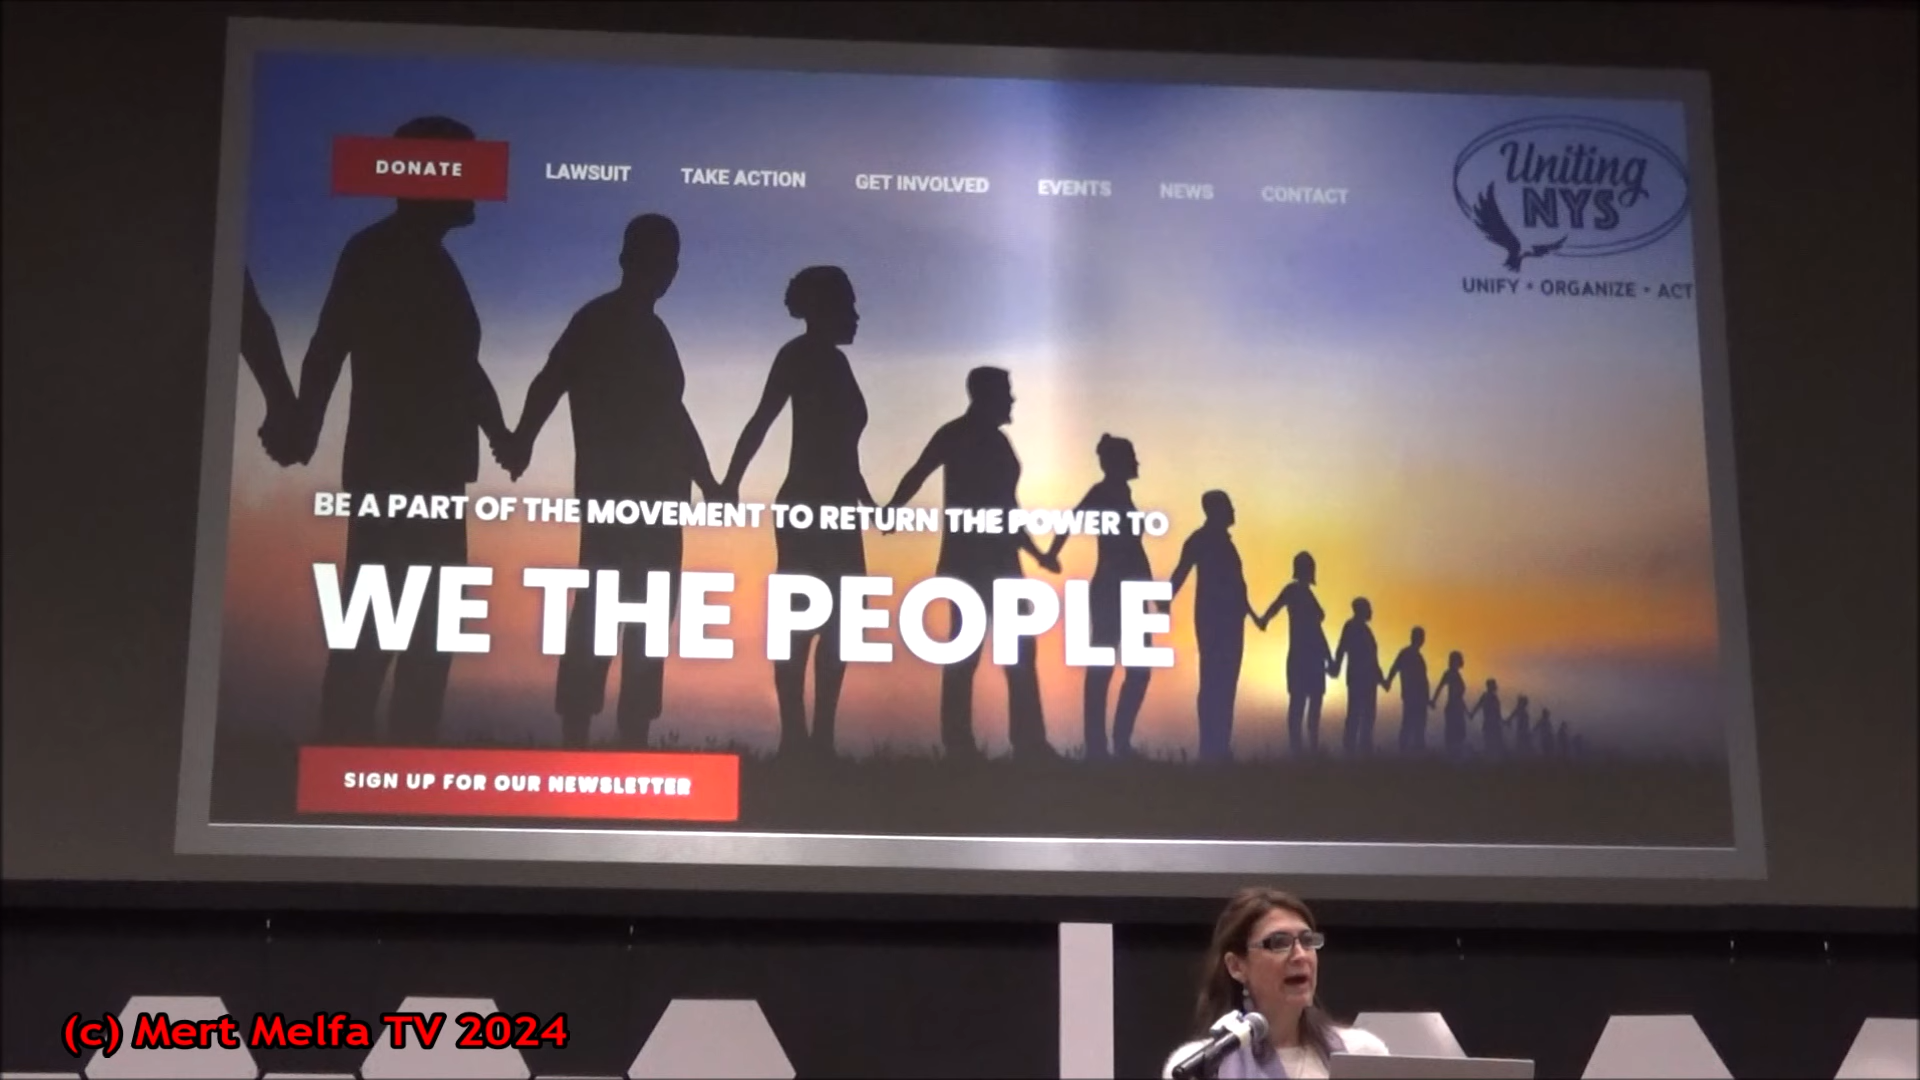 DONATE
LAWSUIT
TAKE ACTION
GET INVOLVED
EVENTS
NEWS
CONTACT
Uniting
NYS
UNIFY • ORGANIZE • ACT
BE A PART OF THE MOVEMENT TO RETURN THE POWER TO
WE THE PEOPLE
SIGN UP FOR OUR NEWSLETTER
(c) Mert Melfa TV 2024